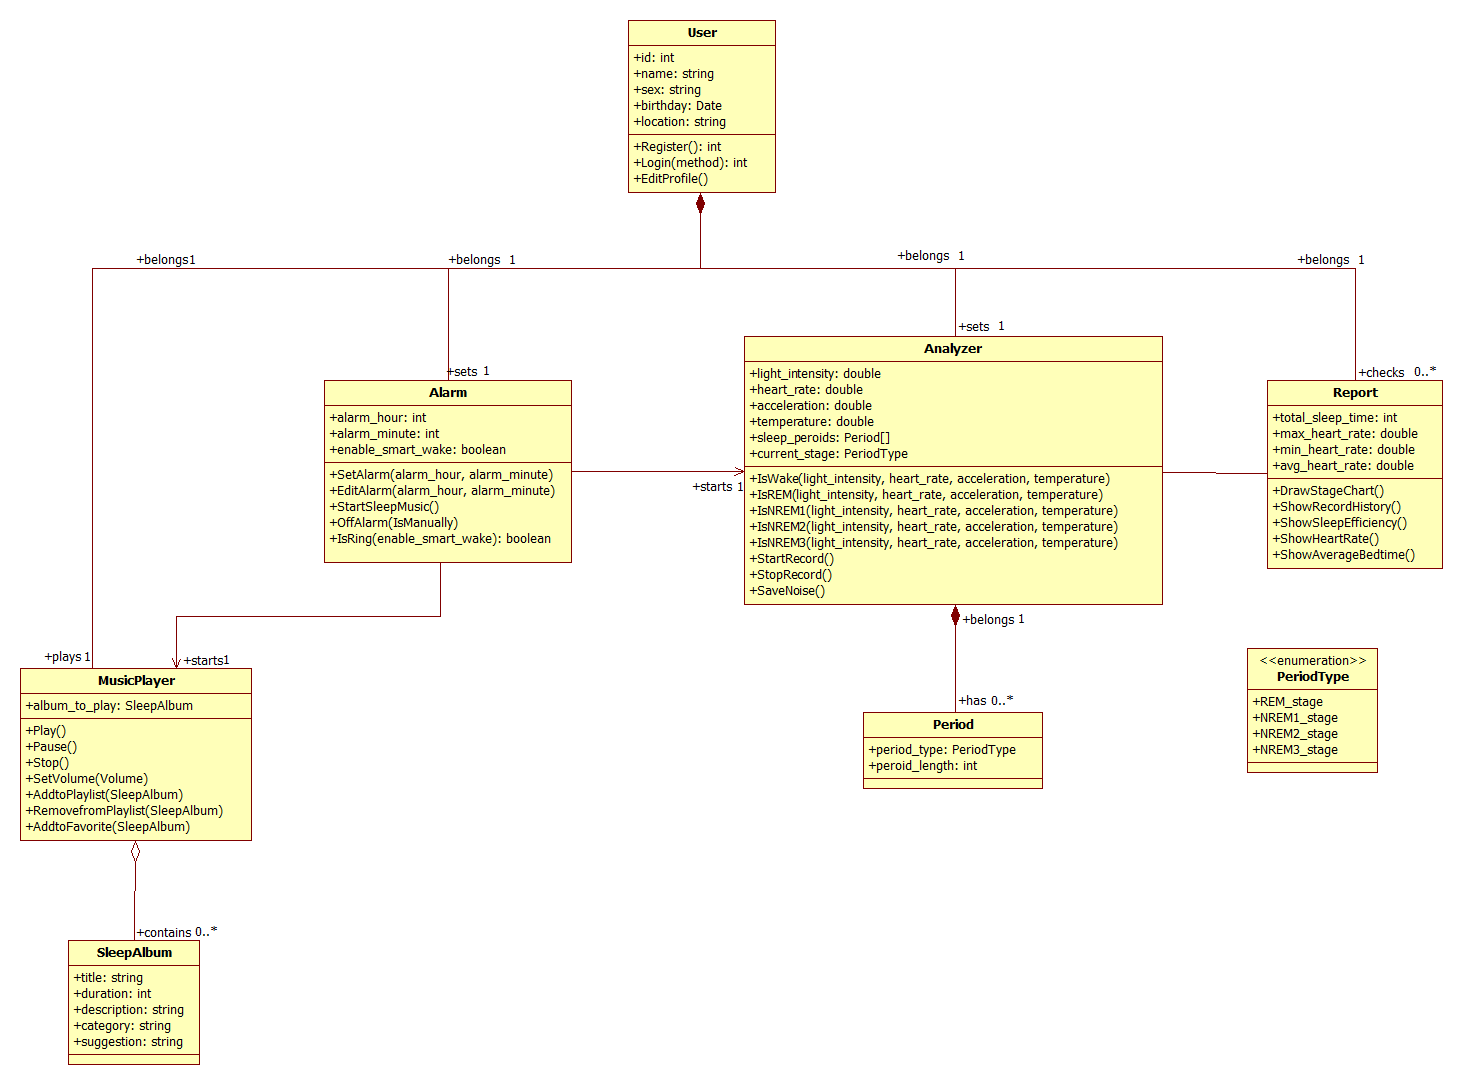 User
+id: int
+name: string
+sex: string
+birthday: Date
+location: string
+Register(): int
+Login(method): int
+EditProfile()
+belongs1
+belongs 1
+belongs 1
+belongs 1
+sets 1
+sets 1
+checks 0..*
Alarm
+alarm_hour: int
+alarm_minute: int
+enable_smart_wake: boolean
+SetAlarm(alarm_hour, alarm_minute)
+EditAlarm(alarm_hour, alarm_minute)
+StartSleepMusic()
+OffAlarm(IsManually)
+IsRing(enable_smart_wake): boolean
+starts 1
Analyzer
+light_intensity: double
+heart_rate: double
+acceleration: double
+temperature: double
+sleep_peroids: Period[]
+current_stage: PeriodType
+IsWake(light_intensity, heart_rate, acceleration, temperature)
+IsREM(light_intensity, heart_rate, acceleration, temperature)
+IsNREM1(light_intensity, heart_rate, acceleration, temperature)
+IsNREM2(light_intensity, heart_rate, acceleration, temperature)
+IsNREM3(light_intensity, heart_rate, acceleration, temperature)
+StartRecord()
+StopRecord()
+SaveNoise()
Report
+total_sleep_time: int
+max_heart_rate: double
+min_heart_rate: double
+avg_heart_rate: double
+DrawStageChart()
+ShowRecordHistory()
+ShowSleepEfficiency()
+ShowHeartRate()
+ShowAverageBedtime()
+plays 1
+starts1
MusicPlayer
+album_to_play: SleepAlbum
+Play()
+Pause()
+Stop()
+SetVolume(Volume)
+AddtoPlaylist(SleepAlbum)
+RemovefromPlaylist(SleepAlbum)
+AddtoFavorite(SleepAlbum)
+belongs 1
+has 0..*
Period
+period_type: PeriodType
+peroid_length: int
<<enumeration>>
PeriodType
+REM_stage
+NREM1_stage
+NREM2_stage
+NREM3_stage
+contains 0..*
SleepAlbum
+title: string
+duration: int
+description: string
+category: string
+suggestion: string